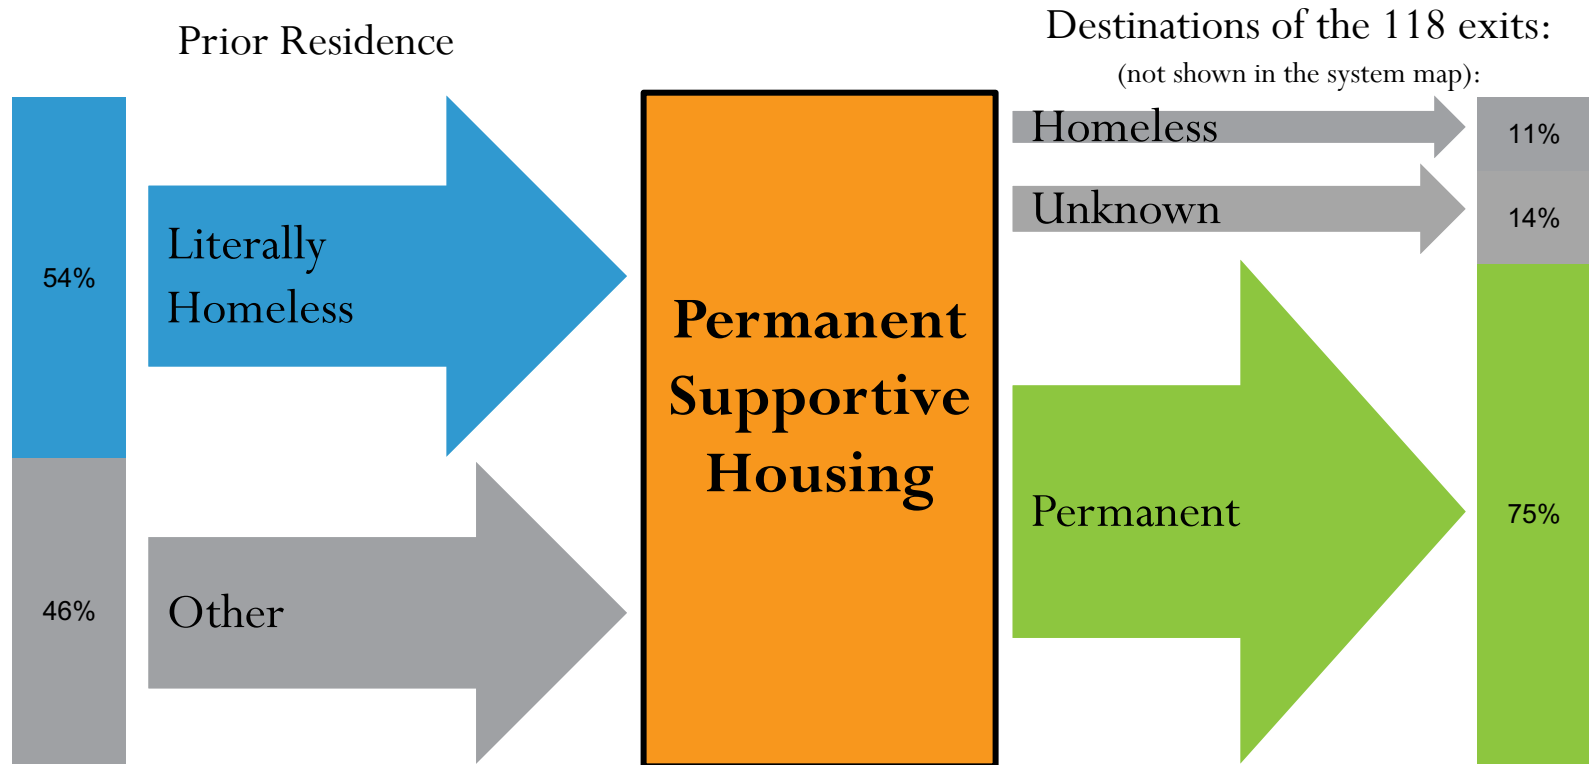 Prior Residence
54%
Literally
Homeless
46%
Other
Permanent
Supportive
Housing
Destinations of the 118 exits:
(not shown in the system map):
Homeless
11%
Unknown
14%
Permanent
75%